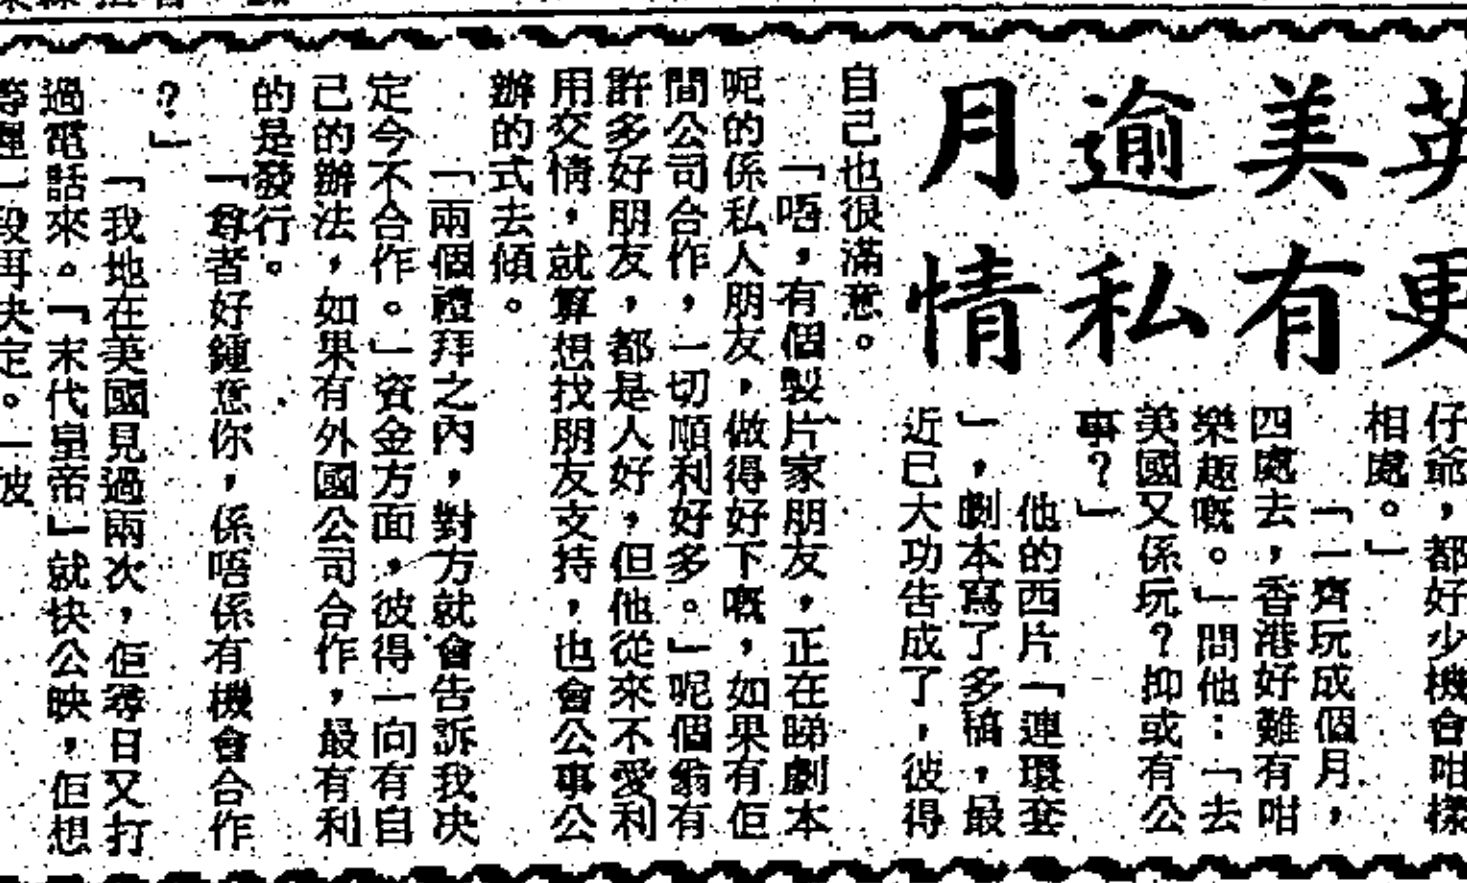 英美逾月
更有私情
仔爺，都好少機會咁樣
相處。」
「一齊玩成個月，
四處去，香港好難有咁
樂趣嘅。」問他：「去
美國又係玩？抑或有公
事？」
他的西片「連環套
」，劇本寫了多稿，最
近已大功告成了，彼得
自己也很滿意。
「唔，有個製片家朋友，正在睇劇本
呢的係私人朋友，做得好好下嘅，如果有佢
間公司合作，一切順利好多。」呢個翁有
許多好朋友，都是人好，但他從來不愛利
用交情，就算想找朋友支持，也會公事公
辦的式去傾。
「兩個禮拜之內，對方就會告訴我決
定今不合作。」資金方面，彼得一向有自
己的辦法，如果有外國公司合作，最有利
的是發行。
「尊者好鍾意你，係唔係有機會合作
？」
「我地在美國見過兩次，佢尋日又打
過電話來。「末代皇帝」就快公映，佢想
一段再決定。